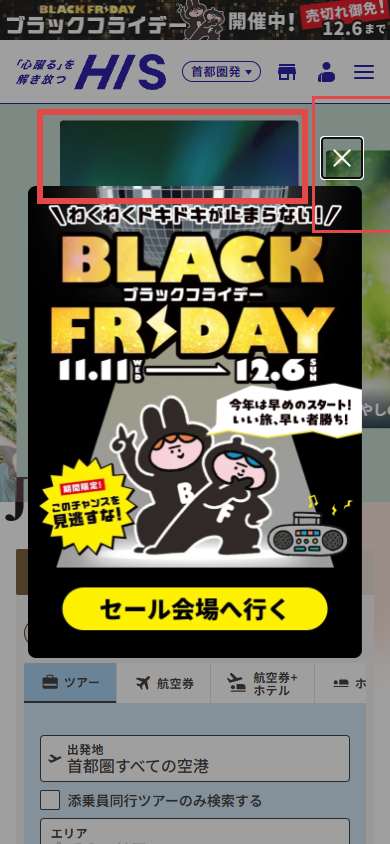 BLACK FRIDAY
ブラックフライデー
開催中!
売切れ御免!
12.6まで
「心躍る」を
解き放つ
HIS
首都圏発
\わくわくドキドキが止まらない!/
BLACK
ブラックフライデー
FRIDAY
11.11 WED 12.6 SUN
今年は早めのスタート!
いい旅、早い者勝ち!
やしの
期間限定!
このチャンスを
見逃すな!
B F
J
セール会場へ行く
ツアー
航空券
航空券+
ホテル
ホ
出発地
首都圏すべての空港
添乗員同行ツアーのみ検索する
エリア